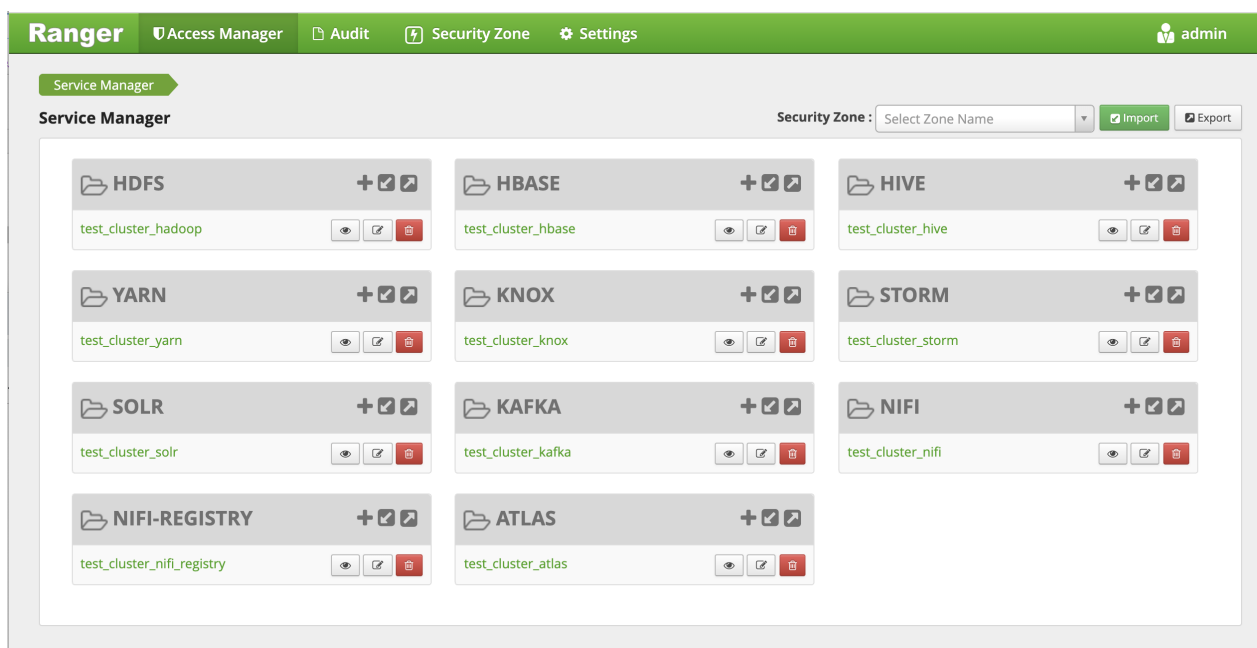 Ranger Access Manager Audit Security Zone Settings admin
Service Manager
Service Manager Security Zone : Select Zone Name Import Export
HDFS HBASE HIVE
test_cluster_hadoop test_cluster_hbase test_cluster_hive
YARN KNOX STORM
test_cluster_yarn test_cluster_knox test_cluster_storm
SOLR KAFKA NIFI
test_cluster_solr test_cluster_kafka test_cluster_nifi
NIFI-REGISTRY ATLAS
test_cluster_nifi_registry test_cluster_atlas